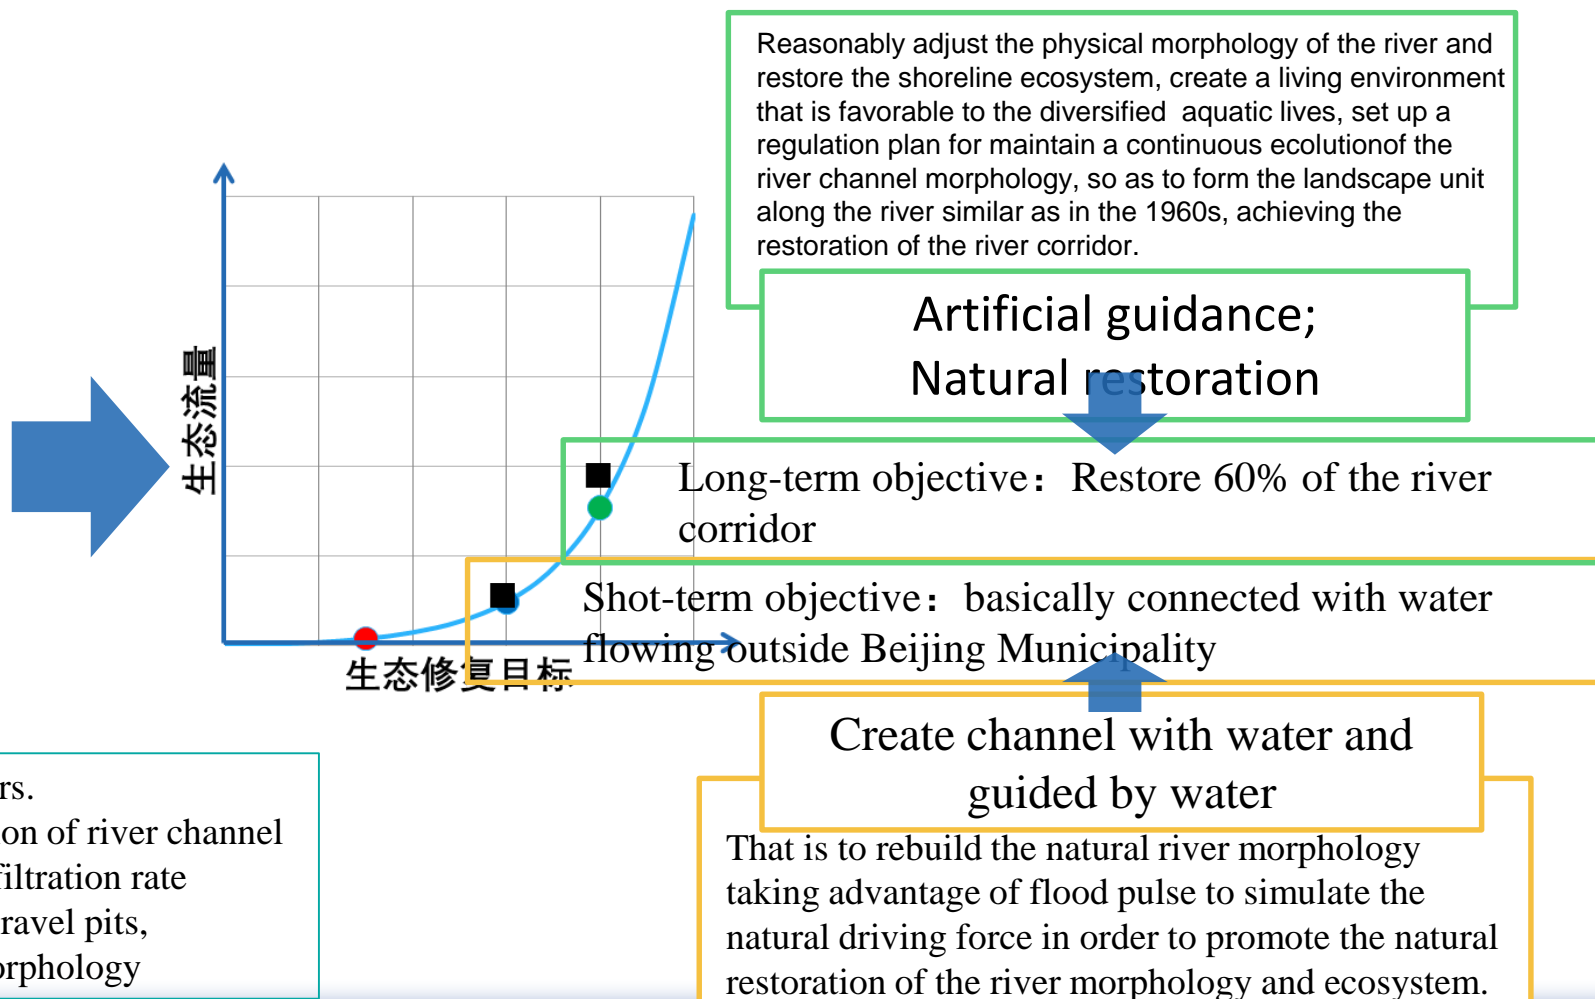 Reasonably adjust the physical morphology of the river and
restore the shoreline ecosystem, create a living environment
that is favorable to the diversified aquatic lives, set up a
regulation plan for maintain a continuous ecolutionof the
river channel morphology, so as to form the landscape unit
along the river similar as in the 1960s, achieving the
restoration of the river corridor.
Artificial guidance;
Natural restoration
生态流量
Long-term objective：Restore 60% of the river
corridor
Shot-term objective：basically connected with water
flowing outside Beijing Municipality
生态修复目标
Create channel with water and
guided by water
That is to rebuild the natural river morphology
taking advantage of flood pulse to simulate the
natural driving force in order to promote the natural
restoration of the river morphology and ecosystem.
rs.
on of river channel
filtration rate
ravel pits,
orphology